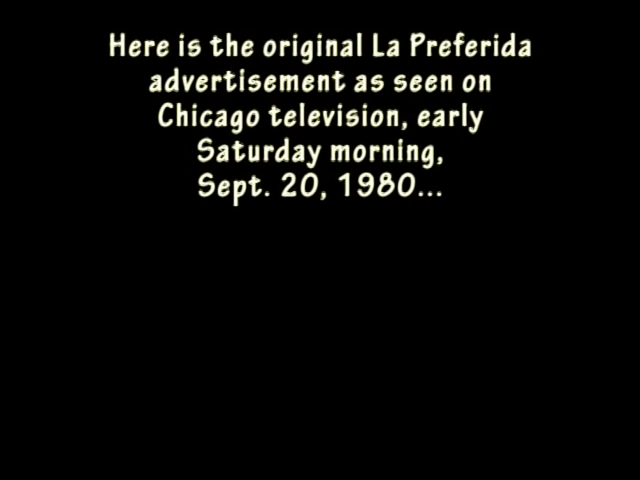 Here is the original La Preferida
advertisement as seen on
Chicago television, early
Saturday morning,
Sept. 20, 1980...